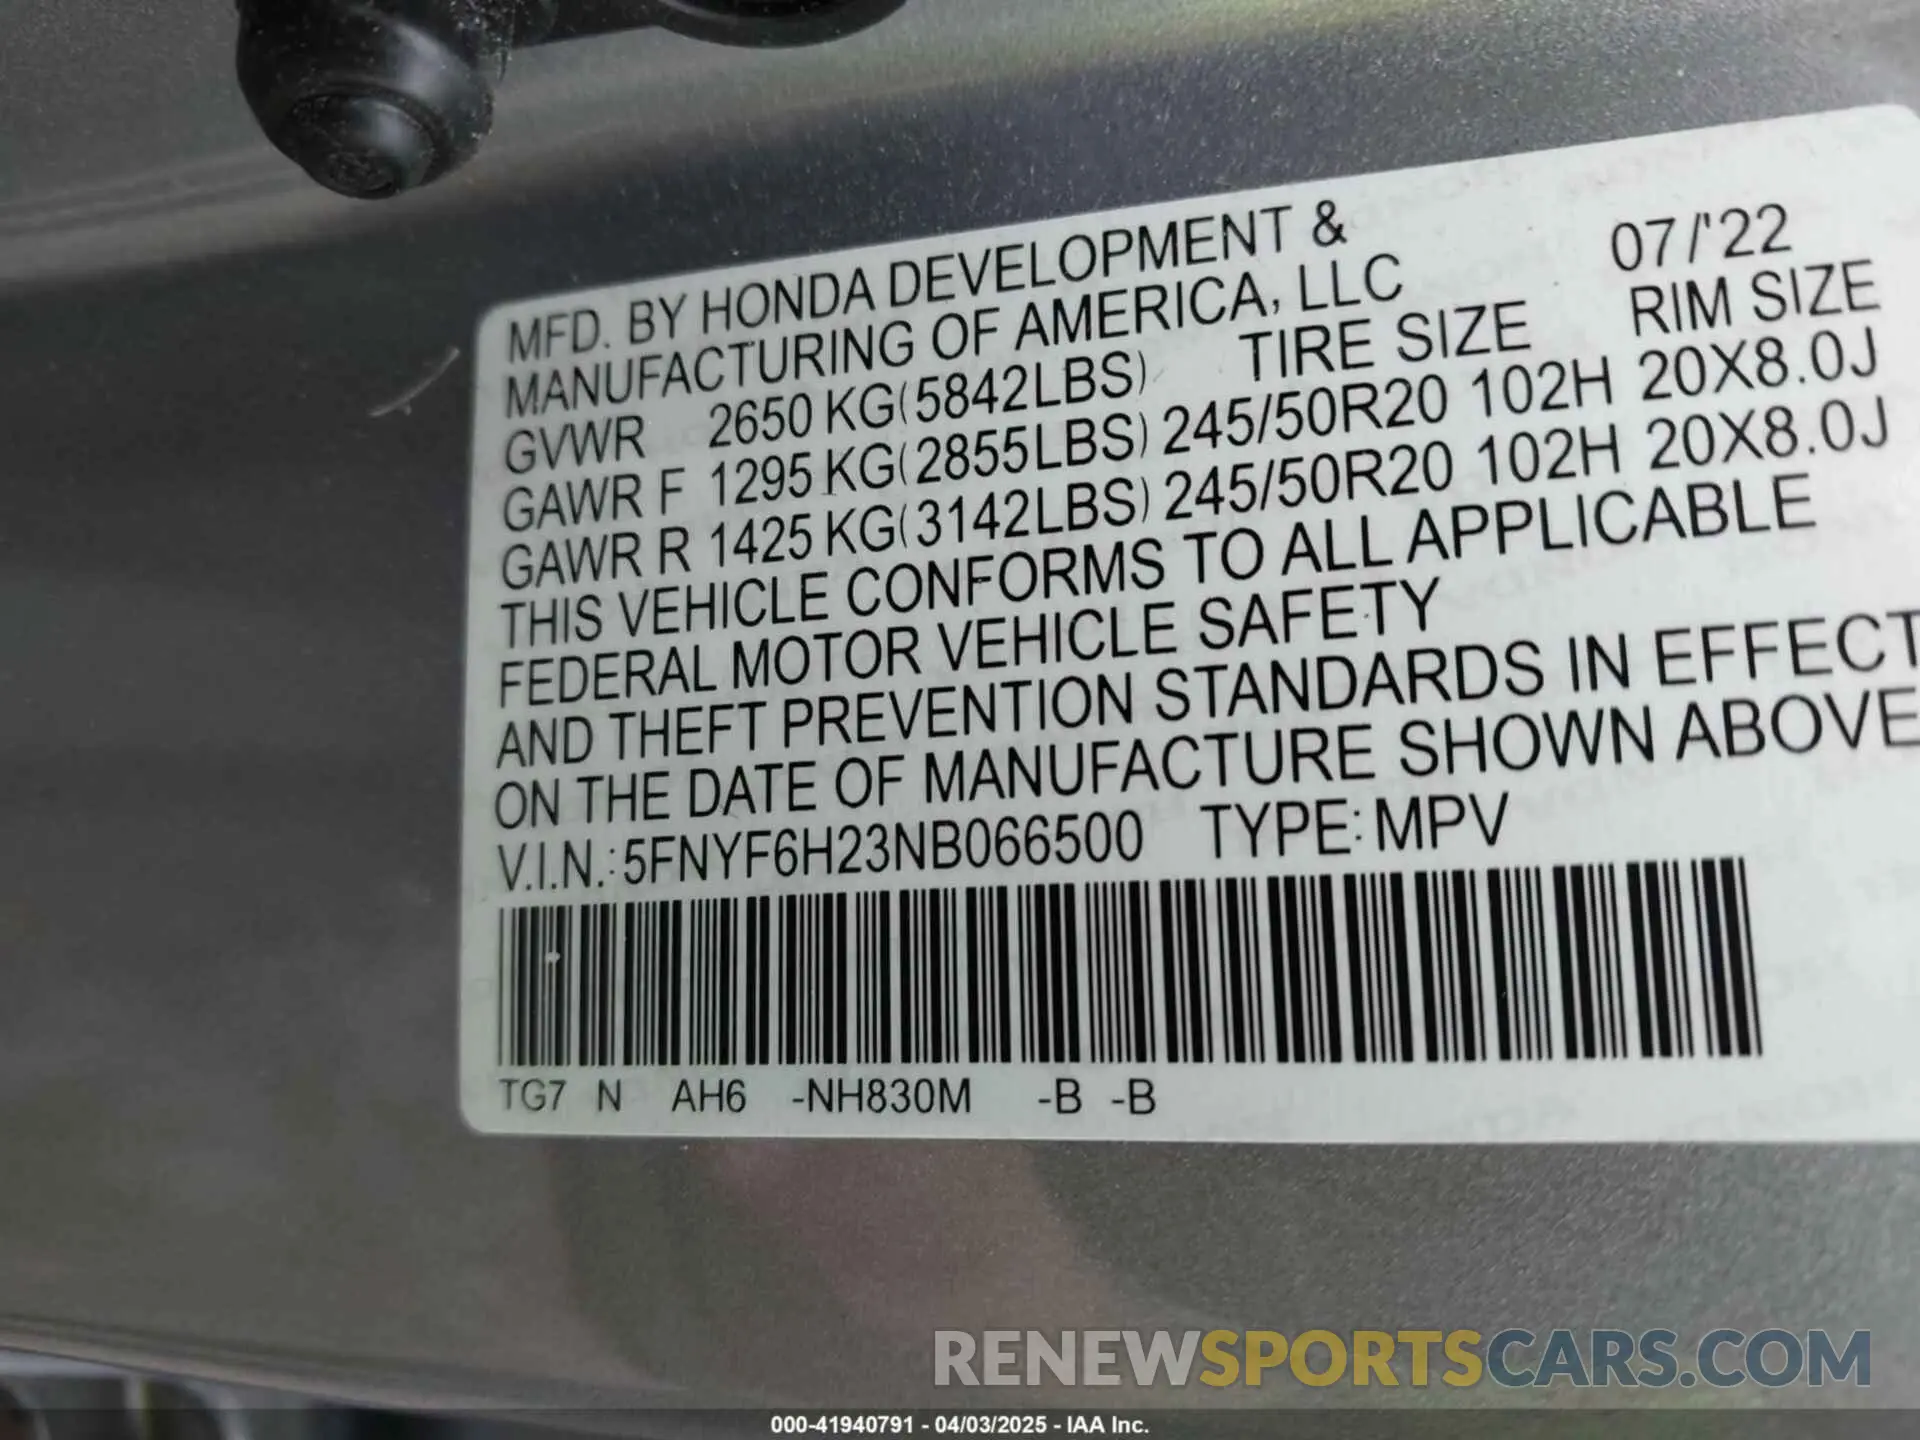 MFD. BY HONDA DEVELOPMENT &
MANUFACTURING OF AMERICA, LLC 07/'22
GVWR 2650 KG(5842LBS) TIRE SIZE RIM SIZE
GAWR F 1295 KG(2855LBS) 245/50R20 102H 20X8.0J
GAWR R 1425 KG(3142LBS) 245/50R20 102H 20X8.0J
THIS VEHICLE CONFORMS TO ALL APPLICABLE
FEDERAL MOTOR VEHICLE SAFETY
AND THEFT PREVENTION STANDARDS IN EFFECT
ON THE DATE OF MANUFACTURE SHOWN ABOVE
V.I.N.:5FNYF6H23NB066500 TYPE:MPV
TG7 N AH6 -NH830M -B -B
RENEWSPORTSCARS.COM
000-41940791 - 04/03/2025 - IAA Inc.